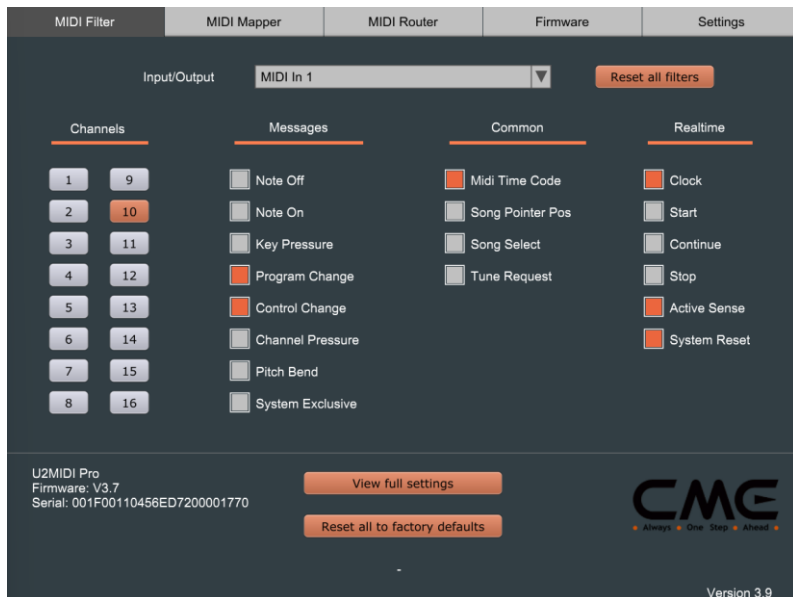 MIDI Filter MIDI Mapper MIDI Router Firmware Settings
Input/Output MIDI In 1 Reset all filters
Channels Messages Common Realtime
1 9 Note Off Midi Time Code Clock
2 10 Note On Song Pointer Pos Start
3 11 Key Pressure Song Select Continue
4 12 Program Change Tune Request Stop
5 13 Control Change Active Sense
6 14 Channel Pressure System Reset
7 15 Pitch Bend
8 16 System Exclusive
U2MIDI Pro
Firmware: V3.7
Serial: 001F00110456ED7200001770
View full settings
Reset all to factory defaults
CME
Always One Step Ahead
-
Version 3.9